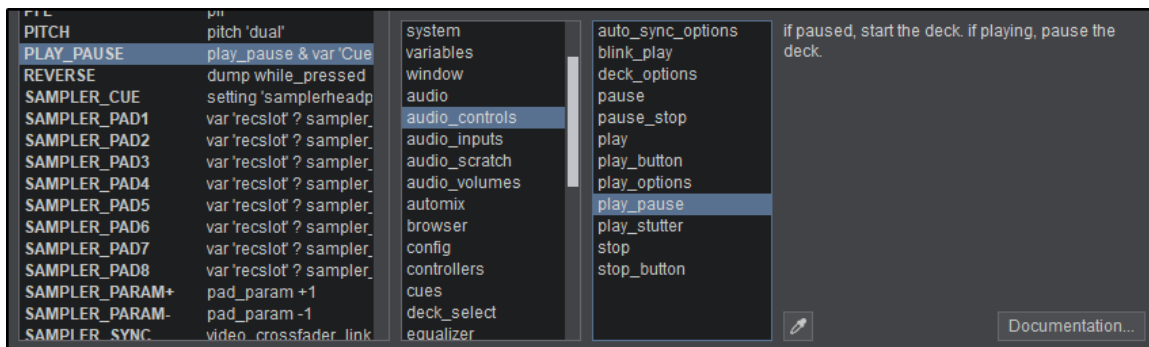 PITCH pitch 'dual'
PLAY_PAUSE play_pause & var 'Cue
REVERSE dump while_pressed
SAMPLER_CUE setting 'samplerheadp
SAMPLER_PAD1 var 'recslot' ? sampler_
SAMPLER_PAD2 var 'recslot' ? sampler_
SAMPLER_PAD3 var 'recslot' ? sampler_
SAMPLER_PAD4 var 'recslot' ? sampler_
SAMPLER_PAD5 var 'recslot' ? sampler_
SAMPLER_PAD6 var 'recslot' ? sampler_
SAMPLER_PAD7 var 'recslot' ? sampler_
SAMPLER_PAD8 var 'recslot' ? sampler_
SAMPLER_PARAM+ pad_param +1
SAMPLER_PARAM- pad_param -1
SAMPLER_SYNC video_crossfader_link
system
variables
window
audio
audio_controls
audio_inputs
audio_scratch
audio_volumes
automix
browser
config
controllers
cues
deck_select
equalizer
auto_sync_options
blink_play
deck_options
pause
pause_stop
play
play_button
play_options
play_pause
play_stutter
stop
stop_button
if paused, start the deck. if playing, pause the
deck.
Documentation...